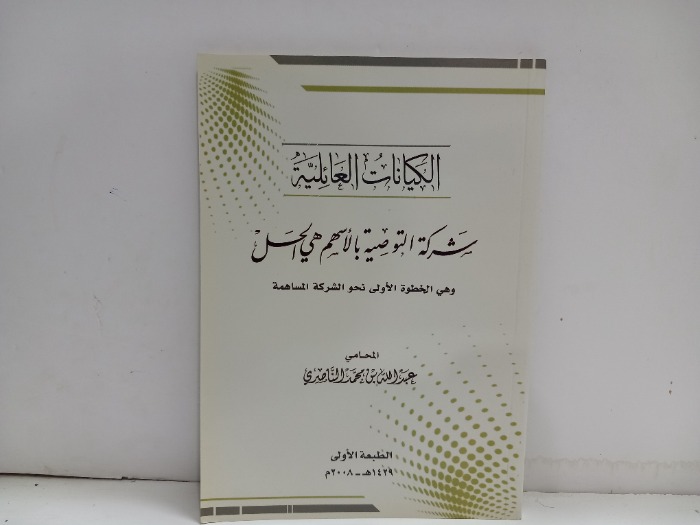 الكيانات العائلية
شركة التوصية بالأسهم هي الحل
وهي الخطوة الأولى نحو الشركة المساهمة
المحامي
عبدالله بن محمد الناصري
الطبعة الأولى
١٤٢٩هـ - ٢٠٠٨م